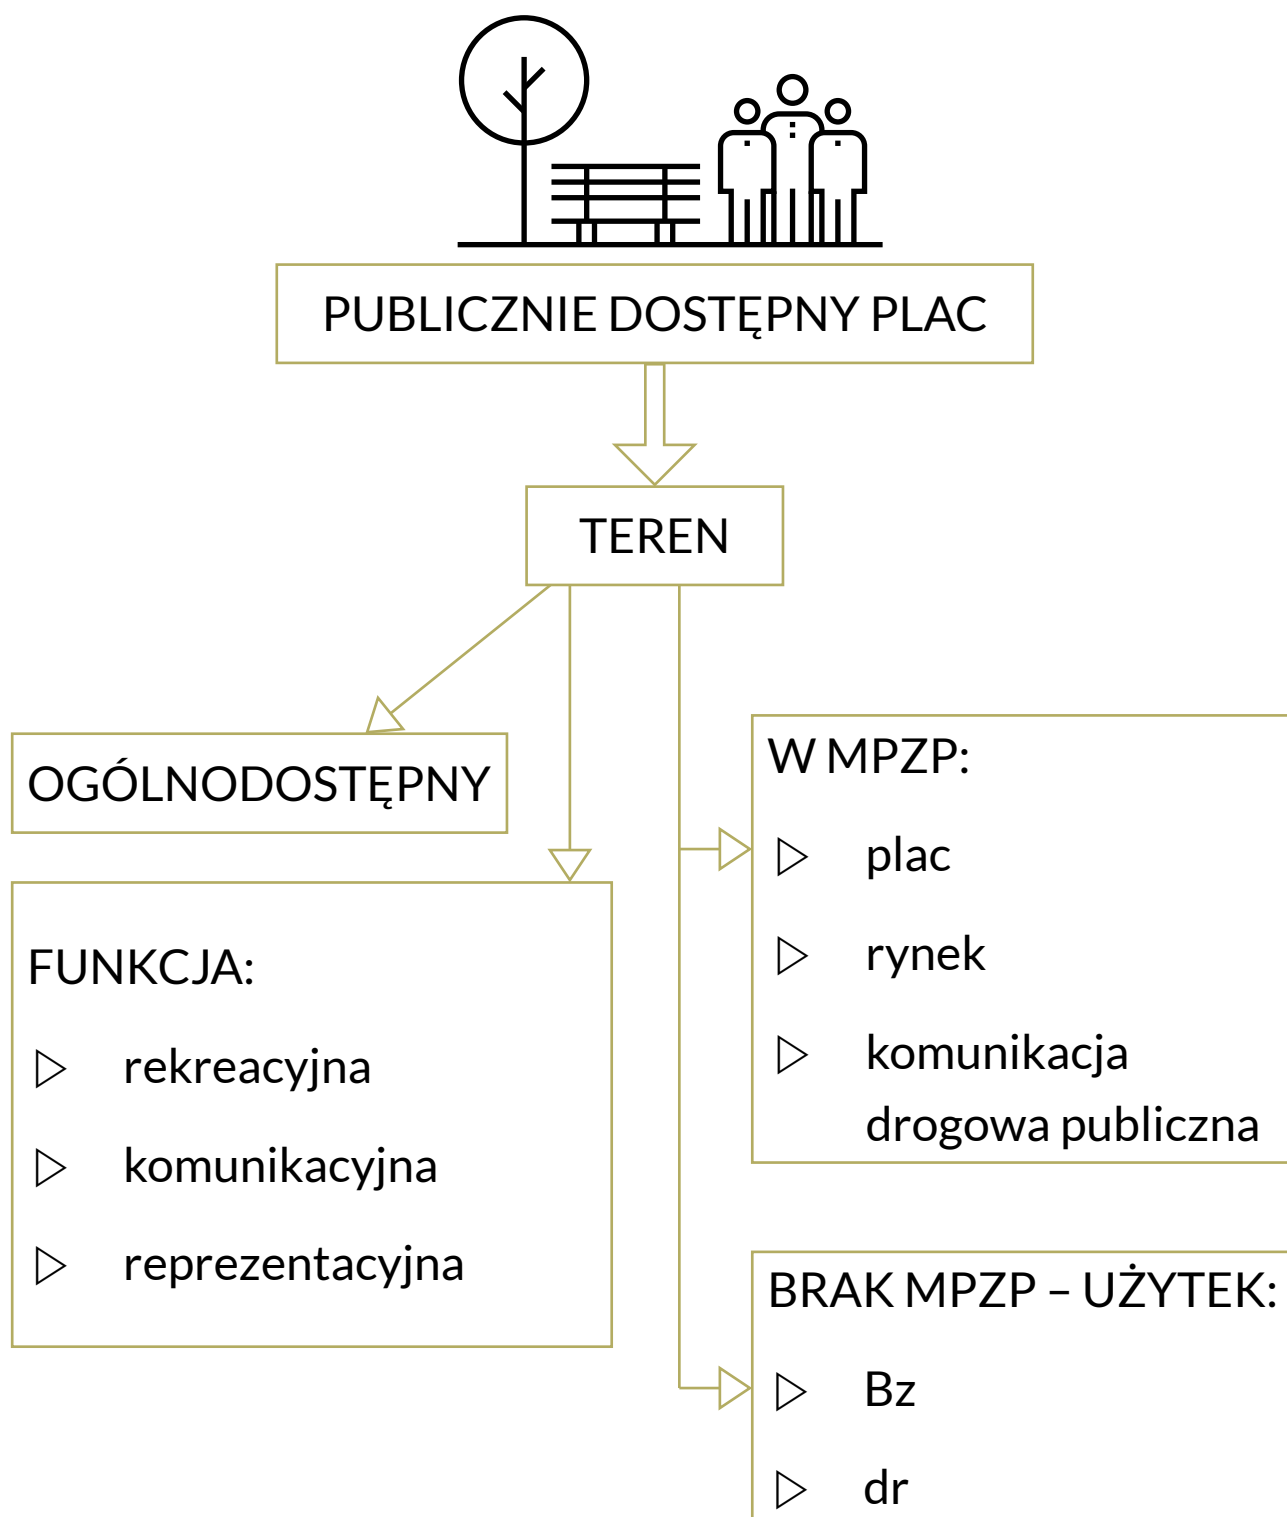 PUBLICZNIE DOSTĘPNY PLAC
TEREN
OGÓLNODOSTĘPNY
FUNKCJA:
rekreacyjna
komunikacyjna
reprezentacyjna
W MPZP:
plac
rynek
komunikacja
drogowa publiczna
BRAK MPZP – UŻYTEK:
Bz
dr